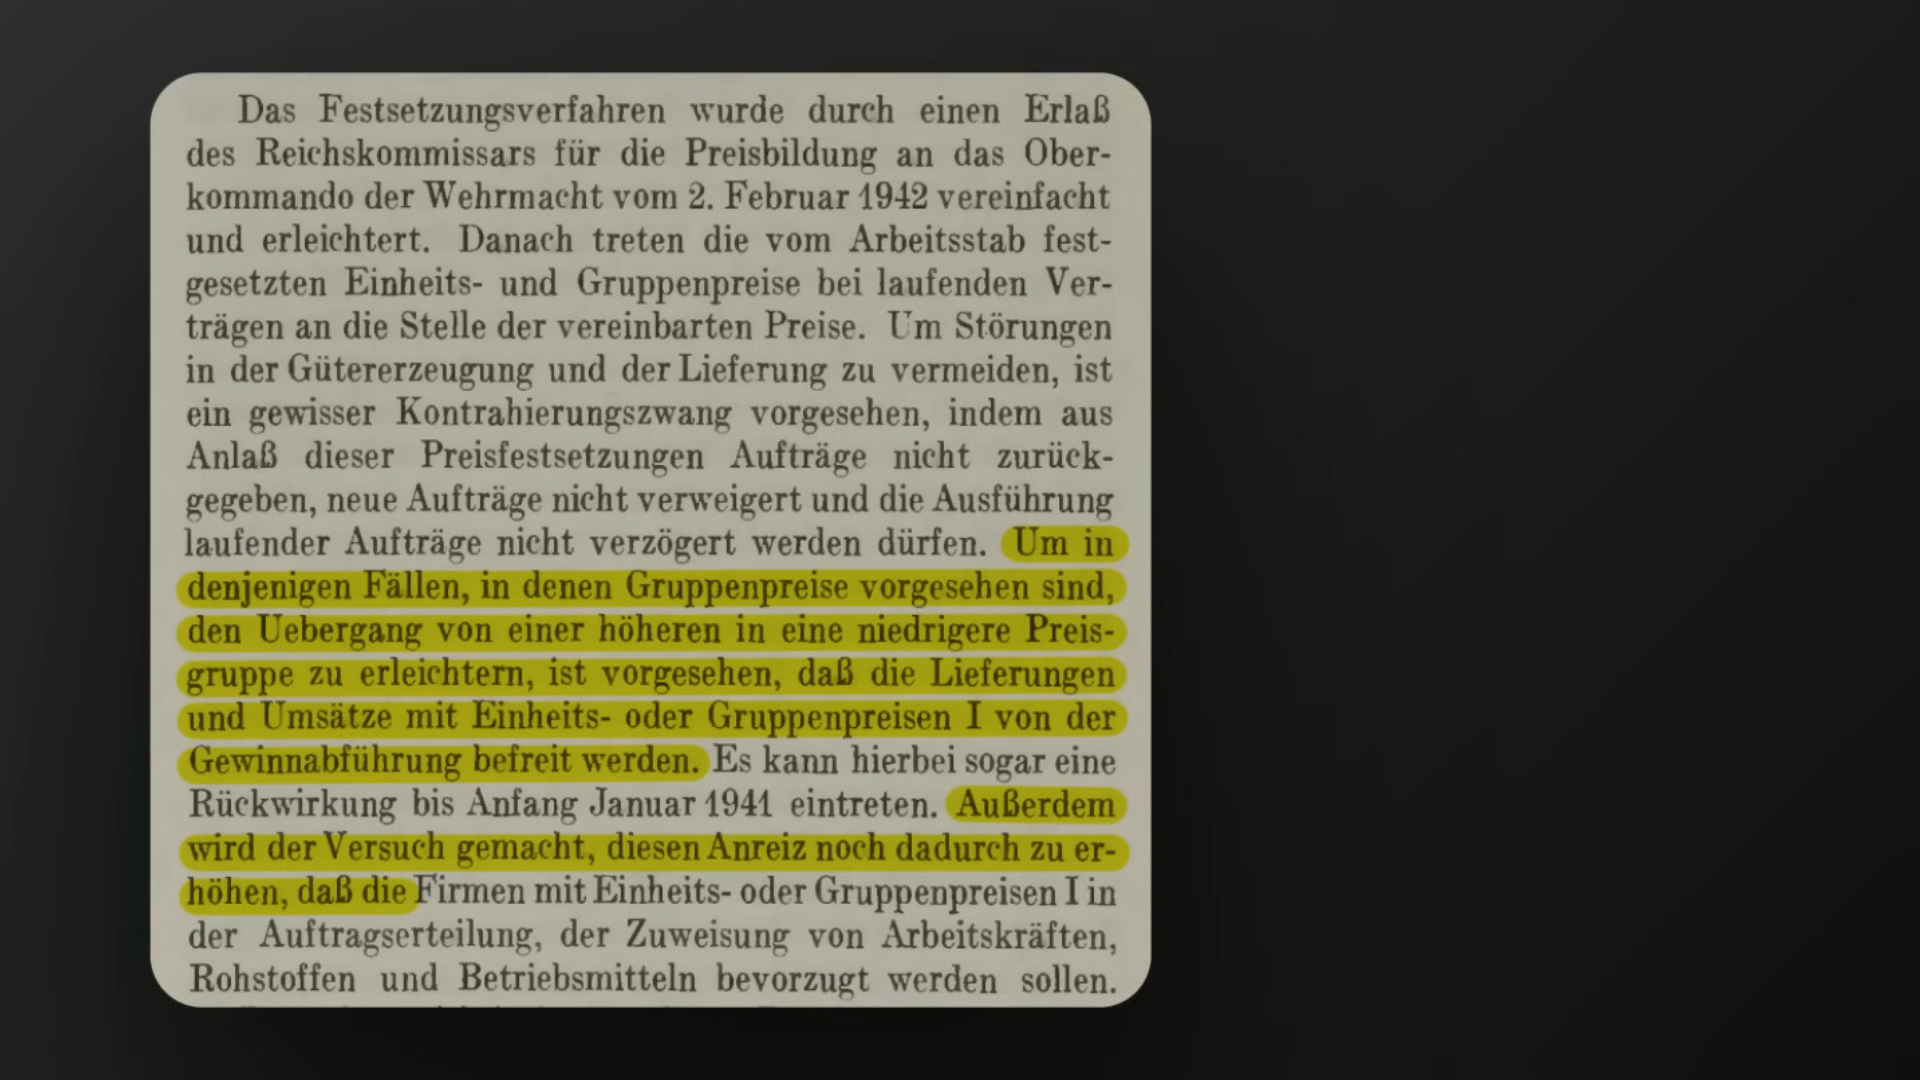 Das Festsetzungsverfahren wurde durch einen Erlaß
des Reichskommissars für die Preisbildung an das Ober-
kommando der Wehrmacht vom 2. Februar 1942 vereinfacht
und erleichtert. Danach treten die vom Arbeitsstab fest-
gesetzten Einheits- und Gruppenpreise bei laufenden Ver-
trägen an die Stelle der vereinbarten Preise. Um Störungen
in der Gütererzeugung und der Lieferung zu vermeiden, ist
ein gewisser Kontrahierungszwang vorgesehen, indem aus
Anlaß dieser Preisfestsetzungen Aufträge nicht zurück-
gegeben, neue Aufträge nicht verweigert und die Ausführung
laufender Aufträge nicht verzögert werden dürfen. Um in
denjenigen Fällen, in denen Gruppenpreise vorgesehen sind,
den Uebergang von einer höheren in eine niedrigere Preis-
gruppe zu erleichtern, ist vorgesehen, daß die Lieferungen
und Umsätze mit Einheits- oder Gruppenpreisen I von der
Gewinnabführung befreit werden. Es kann hierbei sogar eine
Rückwirkung bis Anfang Januar 1941 eintreten. Außerdem
wird der Versuch gemacht, diesen Anreiz noch dadurch zu er-
höhen, daß die Firmen mit Einheits- oder Gruppenpreisen I in
der Auftragserteilung, der Zuweisung von Arbeitskräften,
Rohstoffen und Betriebsmitteln bevorzugt werden sollen.